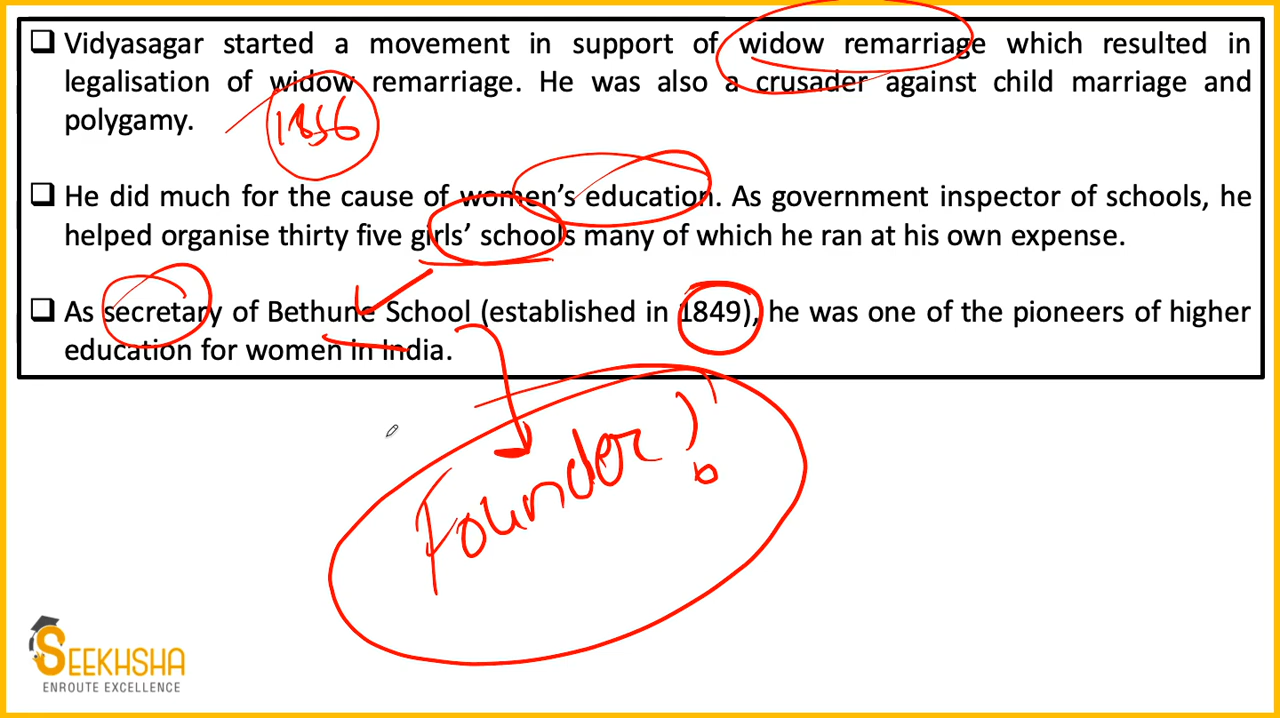 ❑ Vidyasagar started a movement in support of widow remarriage which resulted in
legalisation of widow remarriage. He was also a crusader against child marriage and
polygamy.
1856
❑ He did much for the cause of women's education. As government inspector of schools, he
helped organise thirty five girls' schools many of which he ran at his own expense.
❑ As secretary of Bethune School (established in 1849), he was one of the pioneers of higher
education for women in India.
Founder?
SEEKHSHA
ENROUTE EXCELLENCE